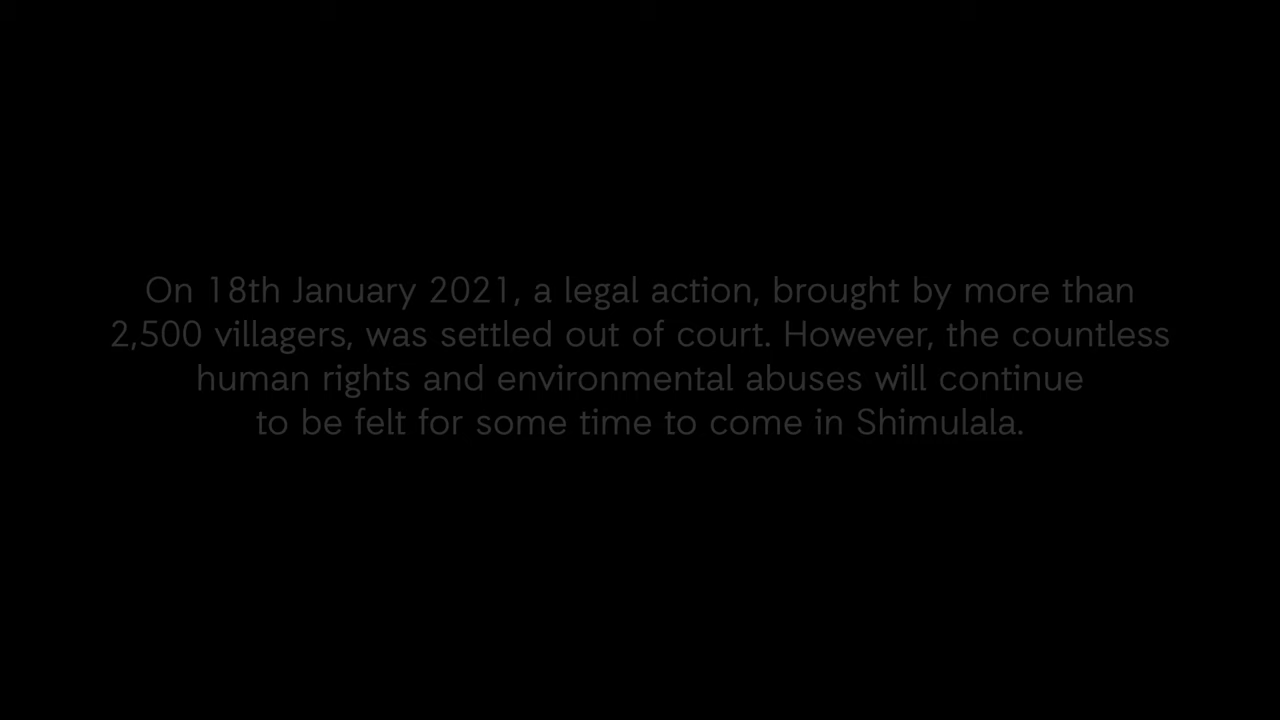 On 18th January 2021, a legal action, brought by more than
2,500 villagers, was settled out of court. However, the countless
human rights and environmental abuses will continue
to be felt for some time to come in Shimulala.